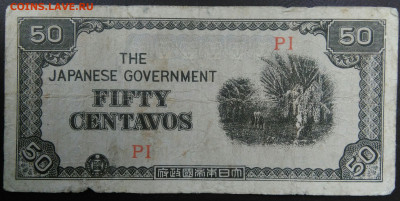 COINS.LAVE.RU
50 50
PI
THE
JAPANESE GOVERNMENT
FIFTY
CENTAVOS
PI
50 50
府政國帝本日大